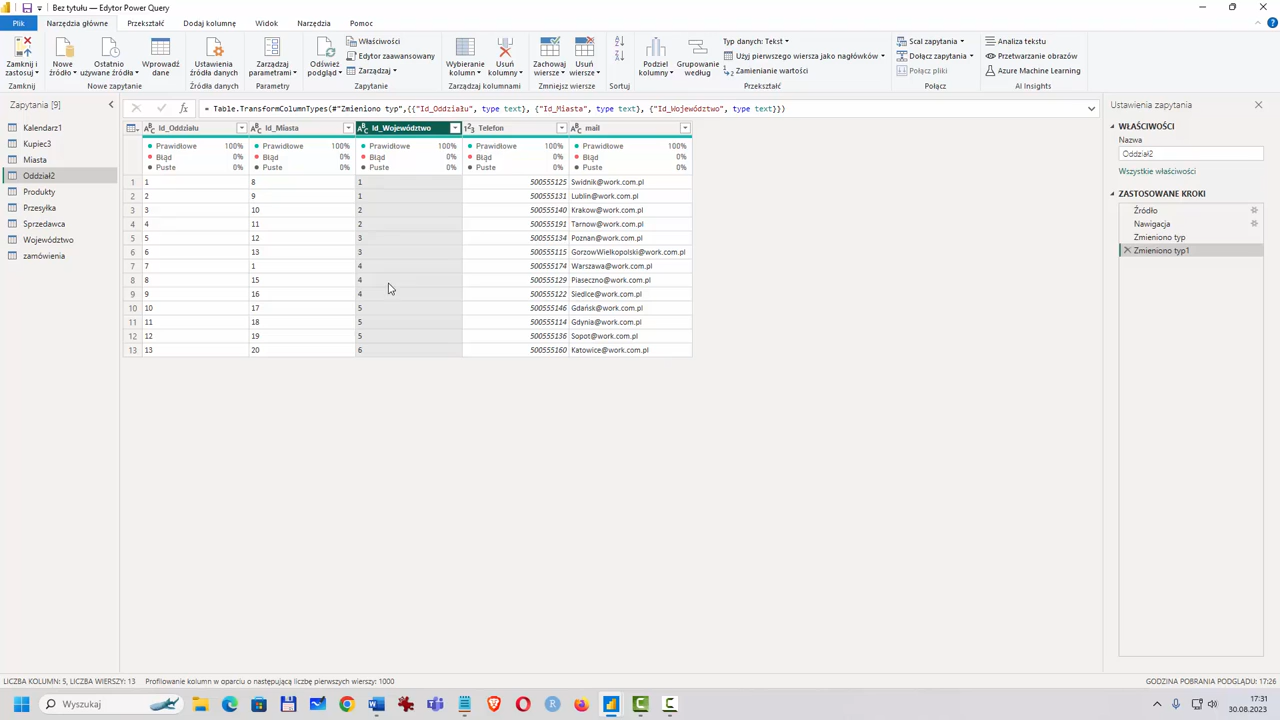 Bez tytułu — Edytor Power Query
Plik Narzędzia główne Przekształć Dodaj kolumnę Widok Narzędzia Pomoc
Zamknij i zastosuj
Nowe źródło
Ostatnio używane źródła
Wprowadź dane
Ustawienia źródła danych
Zarządzaj parametrami
Odśwież podgląd
Właściwości
Edytor zaawansowany
Zarządzaj
Wybieranie kolumn
Usuń kolumny
Zachowaj wiersze
Usuń wiersze
Podziel kolumny
Grupowanie według
Typ danych: Tekst
Użyj pierwszego wiersza jako nagłówków
Zamienianie wartości
Scal zapytania
Dołącz zapytania
Połącz pliki
Analiza tekstu
Przetwarzanie obrazów
Azure Machine Learning
Zamknij Nowe zapytanie Źródła danych Parametry Zapytanie Zarządzaj kolumnami Zmniejsz wiersze Sortuj Przekształć Połącz AI Insights
Zapytania [9]
Kalendarz1
Kupiec3
Miasta
Oddział2
Produkty
Przesyłka
Sprzedawca
Województwo
zamówienia
= Table.TransformColumnTypes(#"Zmieniono typ",{{"Id_Oddziału", type text}, {"Id_Miasta", type text}, {"Id_Województwo", type text}})
Id_Oddziału Id_Miasta Id_Województwo Telefon mail
Prawidłowe 100% Prawidłowe 100% Prawidłowe 100% Prawidłowe 100% Prawidłowe 100%
Błąd 0% Błąd 0% Błąd 0% Błąd 0% Błąd 0%
Puste 0% Puste 0% Puste 0% Puste 0% Puste 0%
1 1 8 1 500555125 Swidnik@work.com.pl
2 2 9 1 500555131 Lublin@work.com.pl
3 3 10 2 500555140 Krakow@work.com.pl
4 4 11 2 500555191 Tarnow@work.com.pl
5 5 12 3 500555134 Poznan@work.com.pl
6 6 13 3 500555115 GorzowWielkopolski@work.com.pl
7 7 1 4 500555174 Warszawa@work.com.pl
8 8 15 4 500555129 Piaseczno@work.com.pl
9 9 16 4 500555122 Siedlce@work.com.pl
10 10 17 5 500555146 Gdańsk@work.com.pl
11 11 18 5 500555114 Gdynia@work.com.pl
12 12 19 5 500555136 Sopot@work.com.pl
13 13 20 6 500555160 Katowice@work.com.pl
Ustawienia zapytania
WŁAŚCIWOŚCI
Nazwa
Oddział2
Wszystkie właściwości
ZASTOSOWANE KROKI
Źródło
Nawigacja
Zmieniono typ
Zmieniono typ1
LICZBA KOLUMN: 5, LICZBA WIERSZY: 13 Profilowanie kolumn w oparciu o następującą liczbę pierwszych wierszy: 1000 GODZINA POBRANIA PODGLĄDU: 17:26
Wyszukaj
17:31
30.08.2023